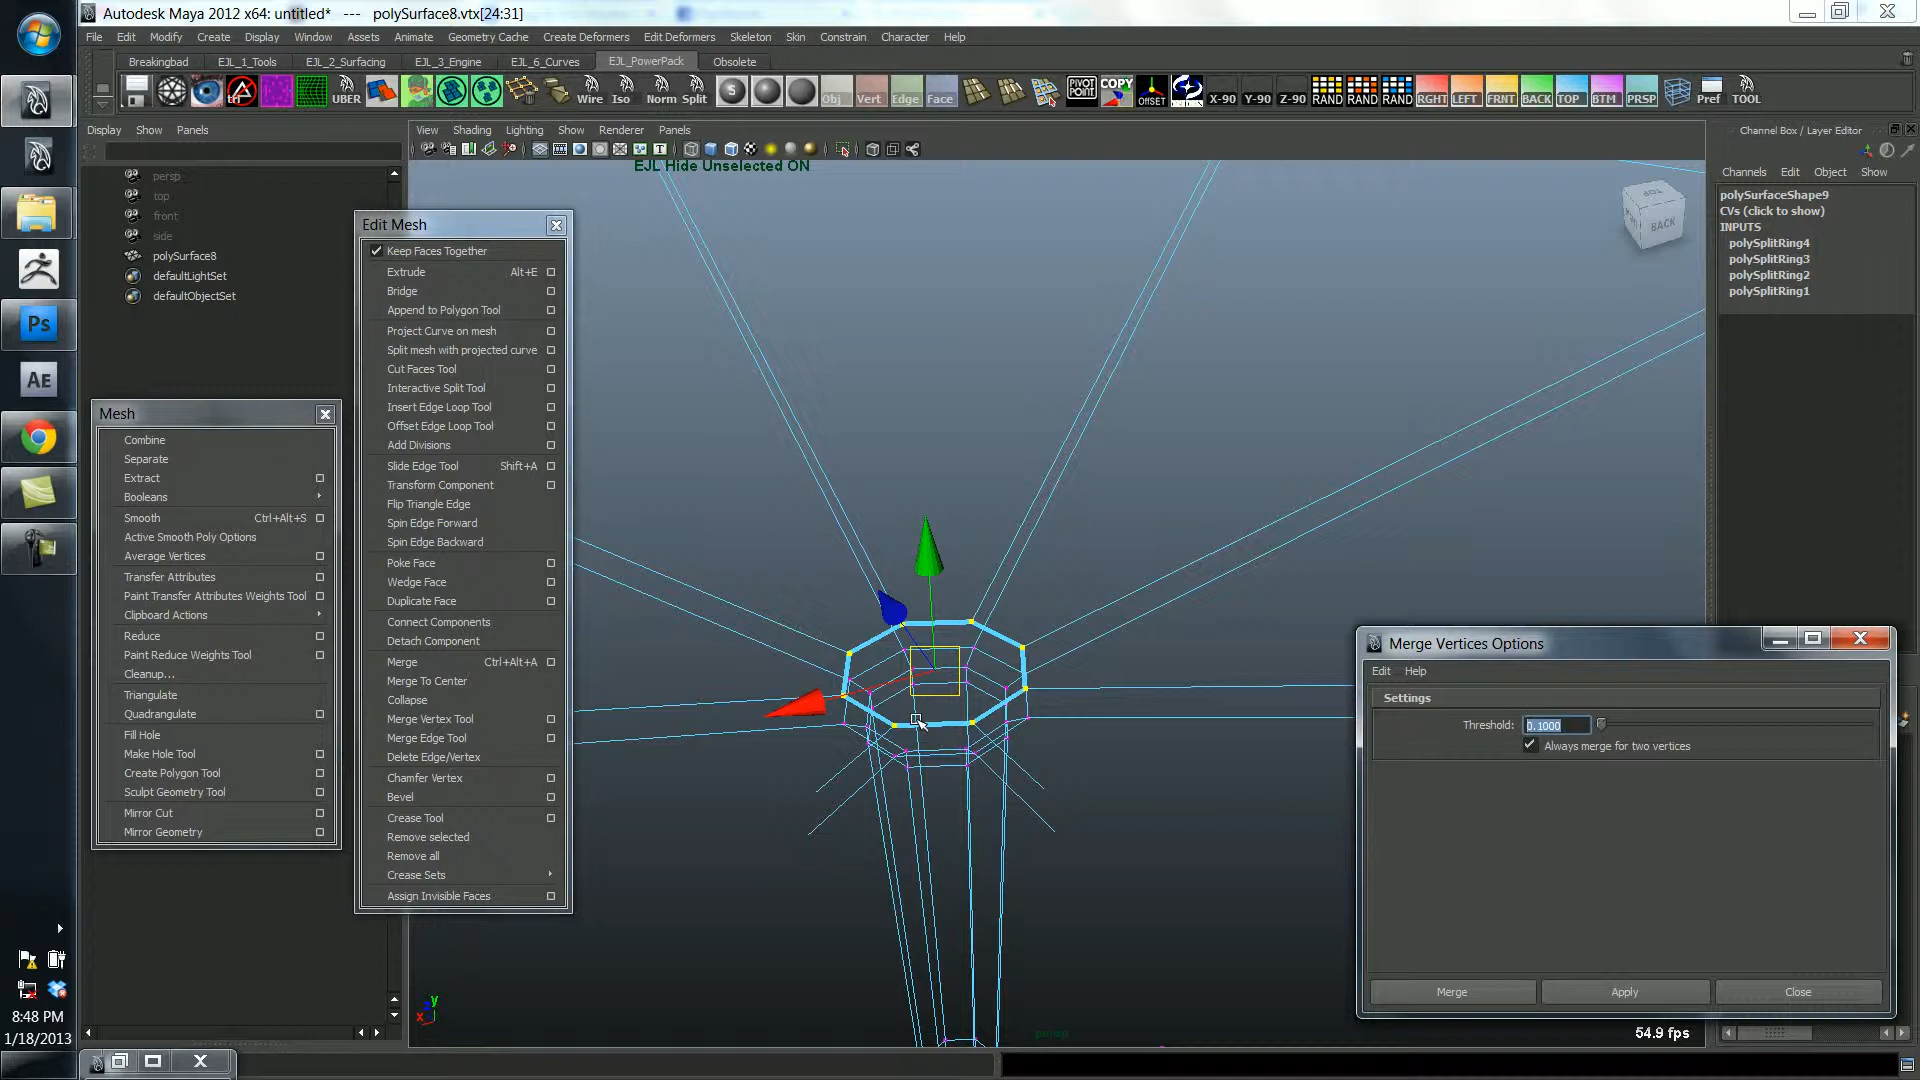 Autodesk Maya 2012 x64: untitled* --- polySurface8.vtx[24:31]
File Edit Modify Create Display Window Assets Animate Geometry Cache Create Deformers Edit Deformers Skeleton Skin Constrain Character Help
Breakingbad EJL_1_Tools EJL_2_Surfacing EJL_3_Engine EJL_6_Curves EJL_PowerPack Obsolete
trI UBER Wire Iso Norm Split S Obj Vert Edge Face PIVOT POINT COPY OFFSET X-90 Y-90 Z-90 RAND RAND RAND RGHT LEFT FRNT BACK TOP BTM PRSP Pref TOOL
Display Show Panels
View Shading Lighting Show Renderer Panels
Channel Box / Layer Editor
EJL Hide Unselected ON
Channels Edit Object Show
persp
top
front
side
polySurface8
defaultLightSet
defaultObjectSet
polySurfaceShape9
CVs (click to show)
INPUTS
polySplitRing4
polySplitRing3
polySplitRing2
polySplitRing1
BACK
Edit Mesh
Keep Faces Together
Extrude Alt+E
Bridge
Append to Polygon Tool
Project Curve on mesh
Split mesh with projected curve
Cut Faces Tool
Interactive Split Tool
Insert Edge Loop Tool
Offset Edge Loop Tool
Add Divisions
Slide Edge Tool Shift+A
Transform Component
Flip Triangle Edge
Spin Edge Forward
Spin Edge Backward
Poke Face
Wedge Face
Duplicate Face
Connect Components
Detach Component
Merge Ctrl+Alt+A
Merge To Center
Collapse
Merge Vertex Tool
Merge Edge Tool
Delete Edge/Vertex
Chamfer Vertex
Bevel
Crease Tool
Remove selected
Remove all
Crease Sets
Assign Invisible Faces
Mesh
Combine
Separate
Extract
Booleans
Smooth Ctrl+Alt+S
Active Smooth Poly Options
Average Vertices
Transfer Attributes
Paint Transfer Attributes Weights Tool
Clipboard Actions
Reduce
Paint Reduce Weights Tool
Cleanup...
Triangulate
Quadrangulate
Fill Hole
Make Hole Tool
Create Polygon Tool
Sculpt Geometry Tool
Mirror Cut
Mirror Geometry
Merge Vertices Options
Edit Help
Settings
Threshold: 0.1000
Always merge for two vertices
Merge Apply Close
Ps
AE
y
x
persp
54.9 fps
8:48 PM
1/18/2013